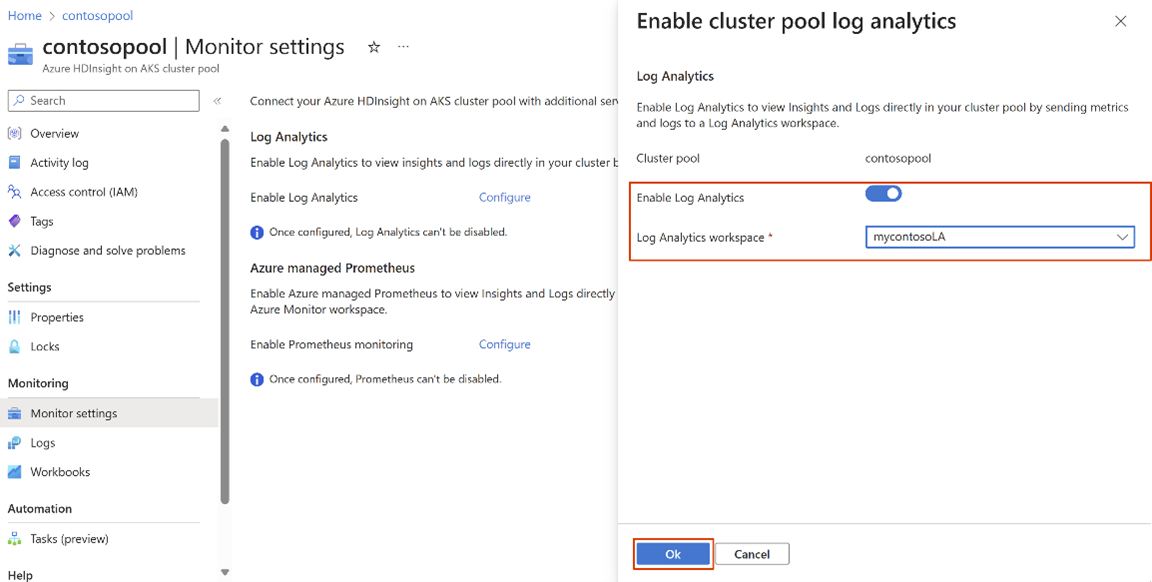 Home > contosopool
contosopool | Monitor settings
Azure HDInsight on AKS cluster pool
Search
Overview
Activity log
Access control (IAM)
Tags
Diagnose and solve problems
Settings
Properties
Locks
Monitoring
Monitor settings
Logs
Workbooks
Automation
Tasks (preview)
Help
Connect your Azure HDInsight on AKS cluster pool with additional serv
Log Analytics
Enable Log Analytics to view insights and logs directly in your cluster b
Enable Log Analytics Configure
Once configured, Log Analytics can't be disabled.
Azure managed Prometheus
Enable Azure managed Prometheus to view Insights and Logs directly
Azure Monitor workspace.
Enable Prometheus monitoring Configure
Once configured, Prometheus can't be disabled.
Enable cluster pool log analytics
Log Analytics
Enable Log Analytics to view Insights and Logs directly in your cluster pool by sending metrics
and logs to a Log Analytics workspace.
Cluster pool contosopool
Enable Log Analytics
Log Analytics workspace * mycontosoLA
Ok Cancel